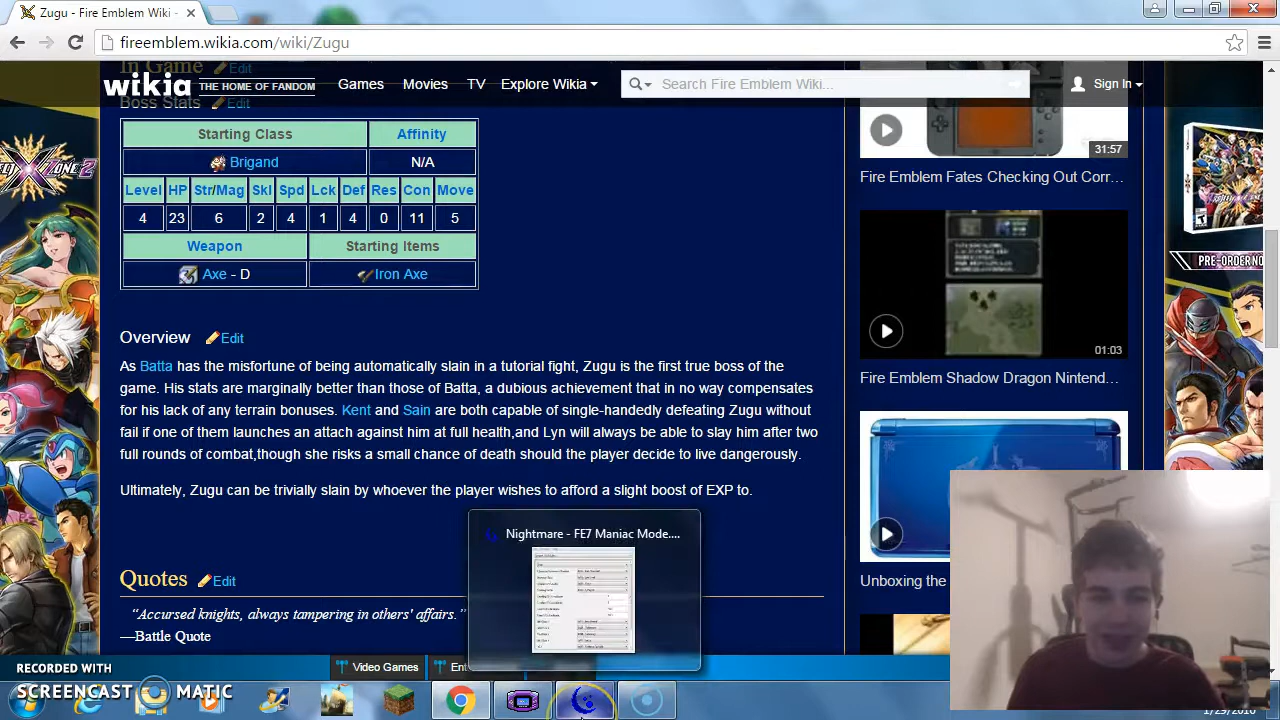 Zugu - Fire Emblem Wiki -
fireemblem.wikia.com/wiki/Zugu
In Game Edit
wikia THE HOME OF FANDOM Games Movies TV Explore Wikia Search Fire Emblem Wiki... Sign In
Boss Stats Edit
Starting Class Affinity
Brigand N/A
Level HP Str/Mag Skl Spd Lck Def Res Con Move
4 23 6 2 4 1 4 0 11 5
Weapon Starting Items
Axe - D Iron Axe
31:57
Fire Emblem Fates Checking Out Corr...
01:03
Fire Emblem Shadow Dragon Nintend...
Unboxing the
PRE-ORDER NO
Overview Edit
As Batta has the misfortune of being automatically slain in a tutorial fight, Zugu is the first true boss of the
game. His stats are marginally better than those of Batta, a dubious achievement that in no way compensates
for his lack of any terrain bonuses. Kent and Sain are both capable of single-handedly defeating Zugu without
fail if one of them launches an attach against him at full health,and Lyn will always be able to slay him after two
full rounds of combat,though she risks a small chance of death should the player decide to live dangerously.
Ultimately, Zugu can be trivially slain by whoever the player wishes to afford a slight boost of EXP to.
Nightmare - FE7 Maniac Mode....
Quotes Edit
“Accursed knights, always tampering in others' affairs.”
—Battle Quote
RECORDED WITH
SCREENCAST MATIC
Video Games Ent
1/29/2016